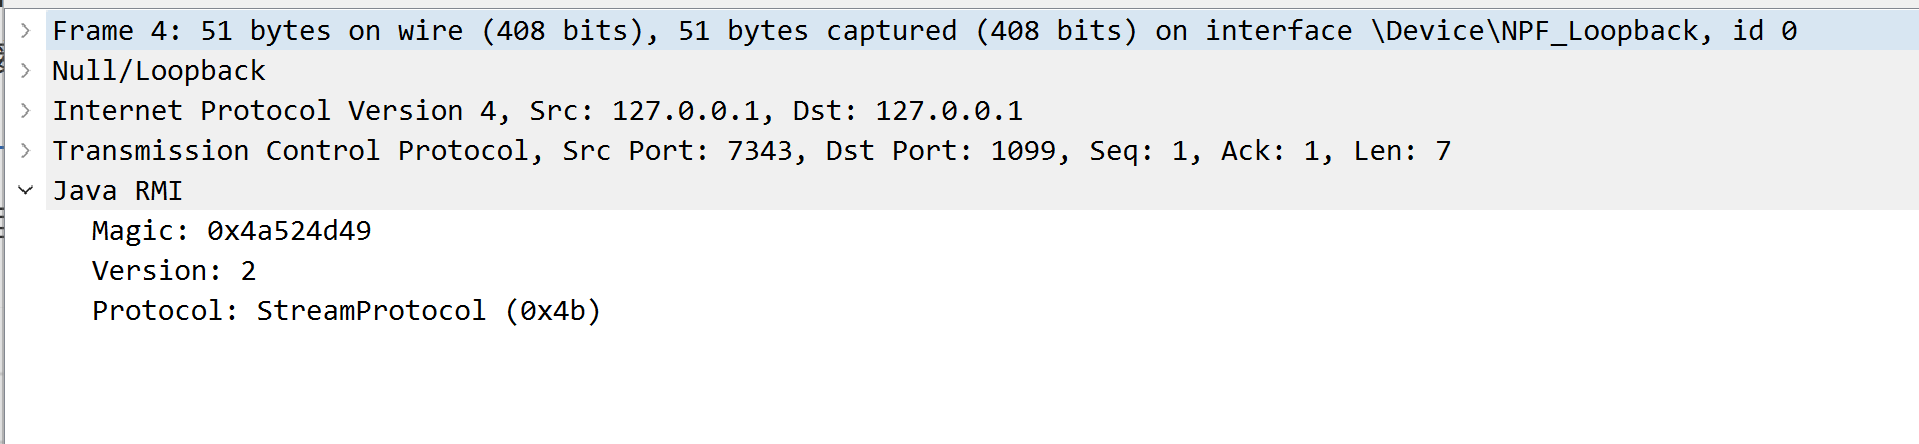 Frame 4: 51 bytes on wire (408 bits), 51 bytes captured (408 bits) on interface \Device\NPF_Loopback, id 0
Null/Loopback
Internet Protocol Version 4, Src: 127.0.0.1, Dst: 127.0.0.1
Transmission Control Protocol, Src Port: 7343, Dst Port: 1099, Seq: 1, Ack: 1, Len: 7
Java RMI
Magic: 0x4a524d49
Version: 2
Protocol: StreamProtocol (0x4b)